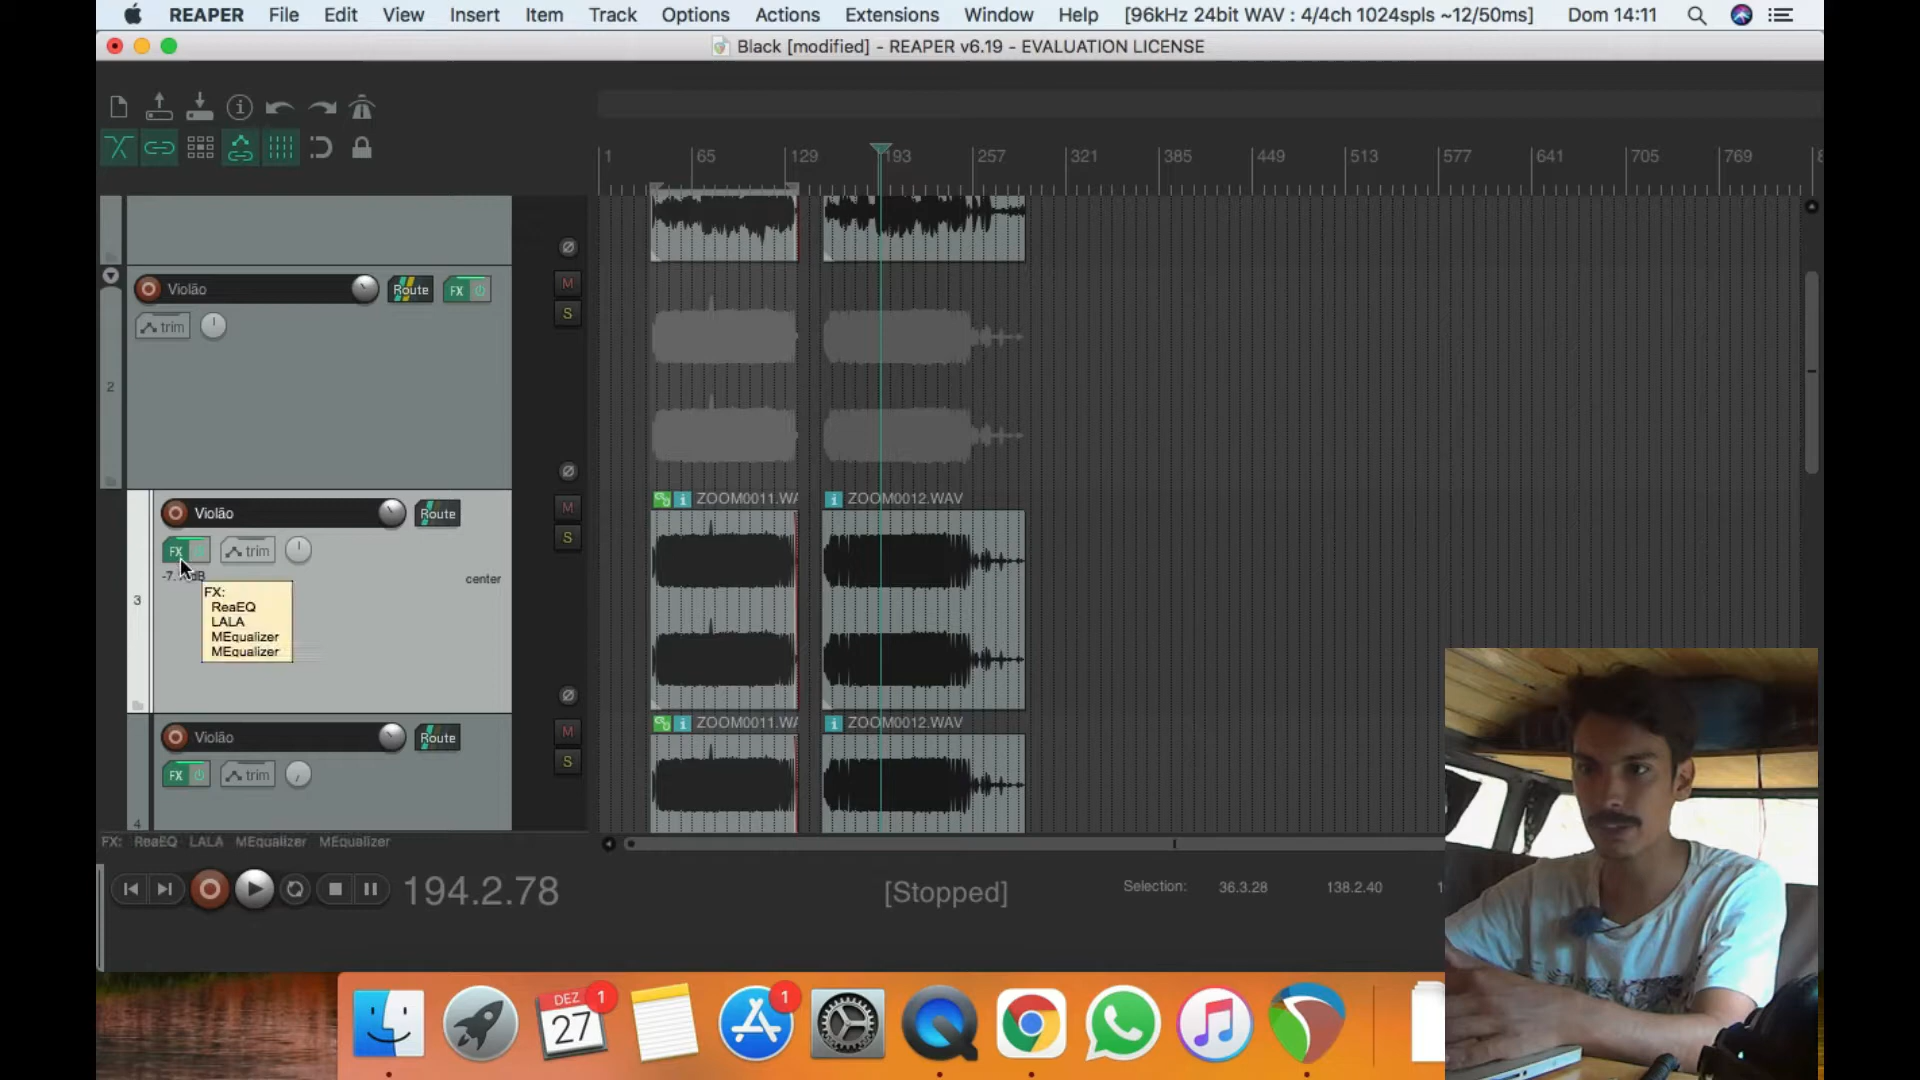 REAPER File Edit View Insert Item Track Options Actions Extensions Window Help [96kHz 24bit WAV : 4/4ch 1024spls ~12/50ms] Dom 14:11
Black [modified] - REAPER v6.19 - EVALUATION LICENSE
1 65 129 193 257 321 385 449 513 577 641 705 769 8
Violão Route FX M
trim S
2
ZOOM0011.WA ZOOM0012.WAV
Violão Route M
FX trim S
center
FX:
ReaEQ
LALA
MEqualizer
MEqualizer
3
ZOOM0011.WA ZOOM0012.WAV
Violão Route M
FX trim S
4
FX: ReaEQ LALA MEqualizer MEqualizer
194.2.78 [Stopped] Selection: 36.3.28 138.2.40 1
DEZ 1 1
27